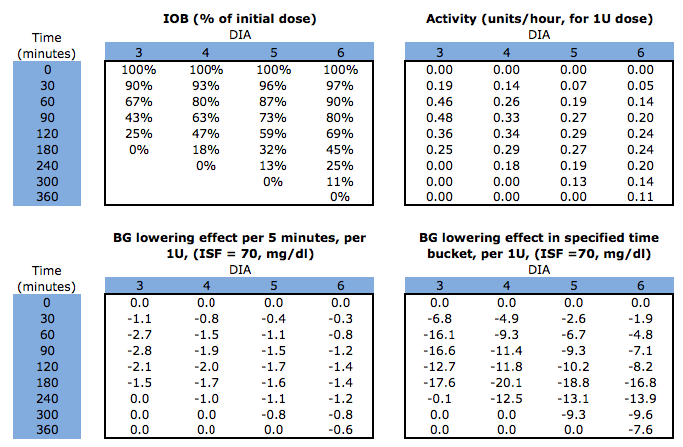 IOB (% of initial dose) Activity (units/hour, for 1U dose)
Time DIA DIA
(minutes) 3 4 5 6 3 4 5 6
0 100% 100% 100% 100% 0.00 0.00 0.00 0.00
30 90% 93% 96% 97% 0.19 0.14 0.07 0.05
60 67% 80% 87% 90% 0.46 0.26 0.19 0.14
90 43% 63% 73% 80% 0.48 0.33 0.27 0.20
120 25% 47% 59% 69% 0.36 0.34 0.29 0.24
180 0% 18% 32% 45% 0.25 0.29 0.27 0.24
240 0% 13% 25% 0.00 0.18 0.19 0.20
300 0% 11% 0.00 0.00 0.13 0.14
360 0% 0.00 0.00 0.00 0.11
BG lowering effect per 5 minutes, per BG lowering effect in specified time
1U, (ISF = 70, mg/dl) bucket, per 1U, (ISF =70, mg/dl)
Time DIA DIA
(minutes) 3 4 5 6 3 4 5 6
0 0.0 0.0 0.0 0.0 0.0 0.0 0.0 0.0
30 -1.1 -0.8 -0.4 -0.3 -6.8 -4.9 -2.6 -1.9
60 -2.7 -1.5 -1.1 -0.8 -16.1 -9.3 -6.7 -4.8
90 -2.8 -1.9 -1.5 -1.2 -16.6 -11.4 -9.3 -7.1
120 -2.1 -2.0 -1.7 -1.4 -12.7 -11.8 -10.2 -8.2
180 -1.5 -1.7 -1.6 -1.4 -17.6 -20.1 -18.8 -16.8
240 0.0 -1.0 -1.1 -1.2 -0.1 -12.5 -13.1 -13.9
300 0.0 0.0 -0.8 -0.8 0.0 0.0 -9.3 -9.6
360 0.0 0.0 0.0 -0.6 0.0 0.0 0.0 -7.6